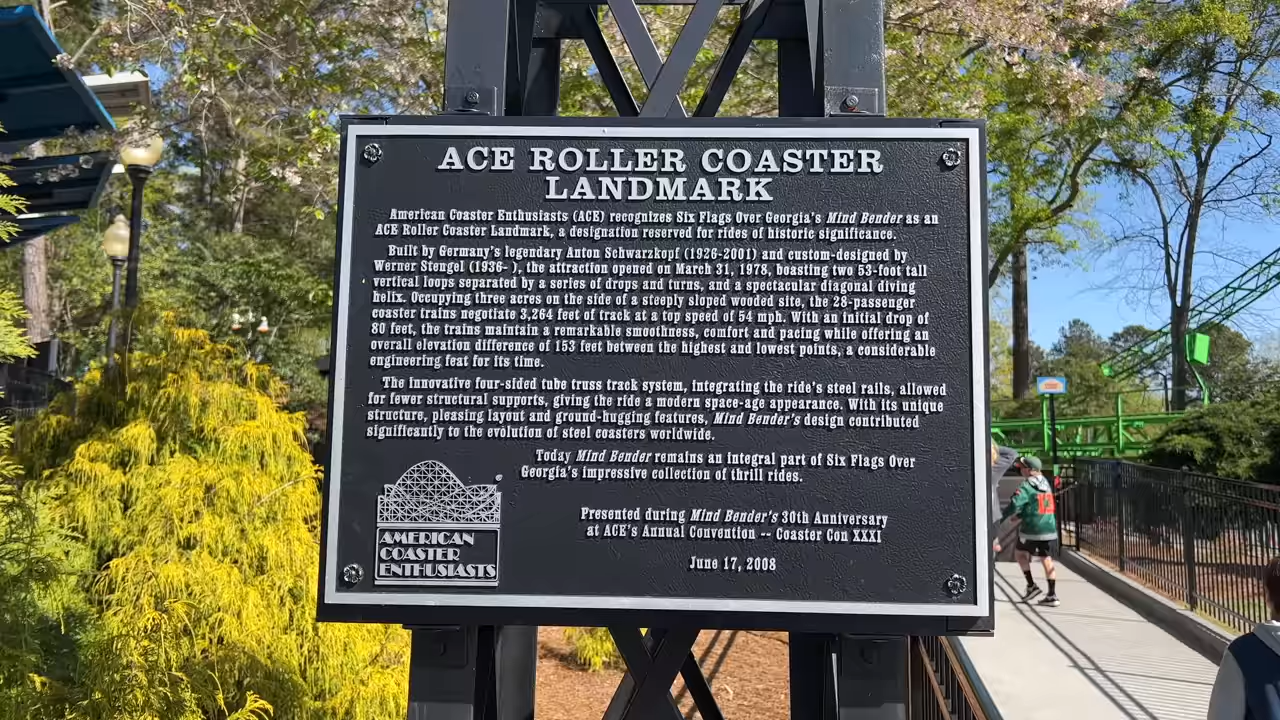 ACE ROLLER COASTER
LANDMARK
American Coaster Enthusiasts (ACE) recognizes Six Flags Over Georgia's Mind Bender as an
ACE Roller Coaster Landmark, a designation reserved for rides of historic significance.
Built by Germany's legendary Anton Schwarzkopf (1926-2001) and custom-designed by
Werner Stengel (1936- ), the attraction opened on March 31, 1978, boasting two 53-foot tall
vertical loops separated by a series of drops and turns, and a spectacular diagonal diving
helix. Occupying three acres on the side of a steeply sloped wooded site, the 28-passenger
coaster trains negotiate 3,264 feet of track at a top speed of 54 mph. With an initial drop of
80 feet, the trains maintain a remarkable smoothness, comfort and pacing while offering an
overall elevation difference of 153 feet between the highest and lowest points, a considerable
engineering feat for its time.
The innovative four-sided tube truss track system, integrating the ride's steel rails, allowed
for fewer structural supports, giving the ride a modern space-age appearance. With its unique
structure, pleasing layout and ground-hugging features, Mind Bender's design contributed
significantly to the evolution of steel coasters worldwide.
Today Mind Bender remains an integral part of Six Flags Over
Georgia's impressive collection of thrill rides.
Presented during Mind Bender's 30th Anniversary
at ACE's Annual Convention -- Coaster Con XXXI
June 17, 2008
AMERICAN
COASTER
ENTHUSIASTS